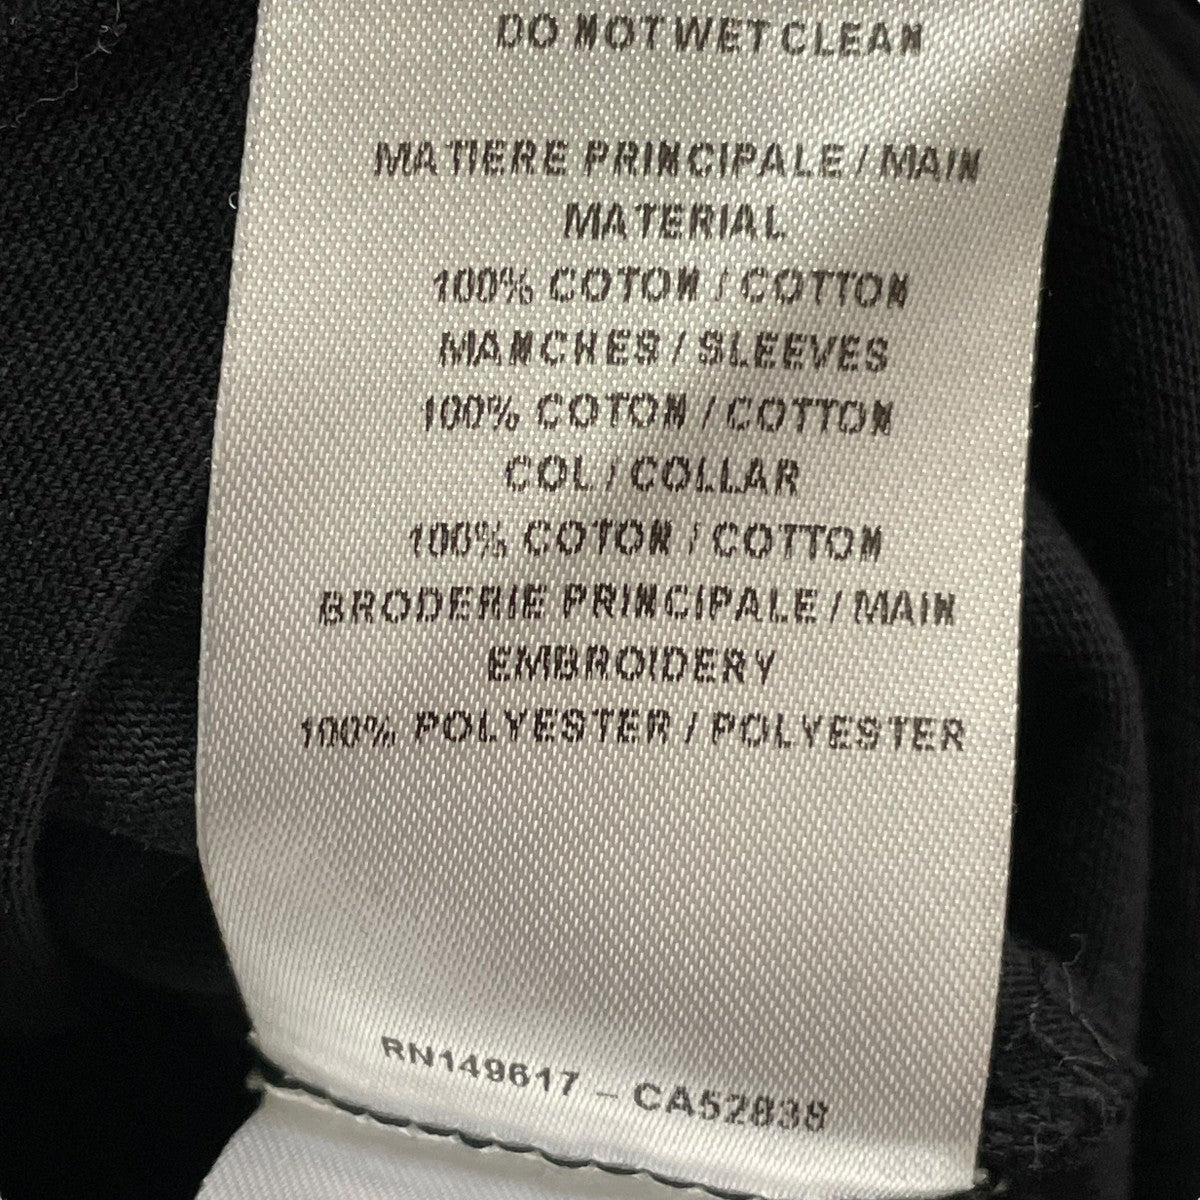 DO NOT WET CLEAN
MATIERE PRINCIPALE / MAIN
MATERIAL
100% COTON / COTTON
MANCHES / SLEEVES
100% COTON / COTTON
COL / COLLAR
100% COTON / COTTON
BRODERIE PRINCIPALE / MAIN
EMBROIDERY
100% POLYESTER / POLYESTER
RN149617 - CA52838